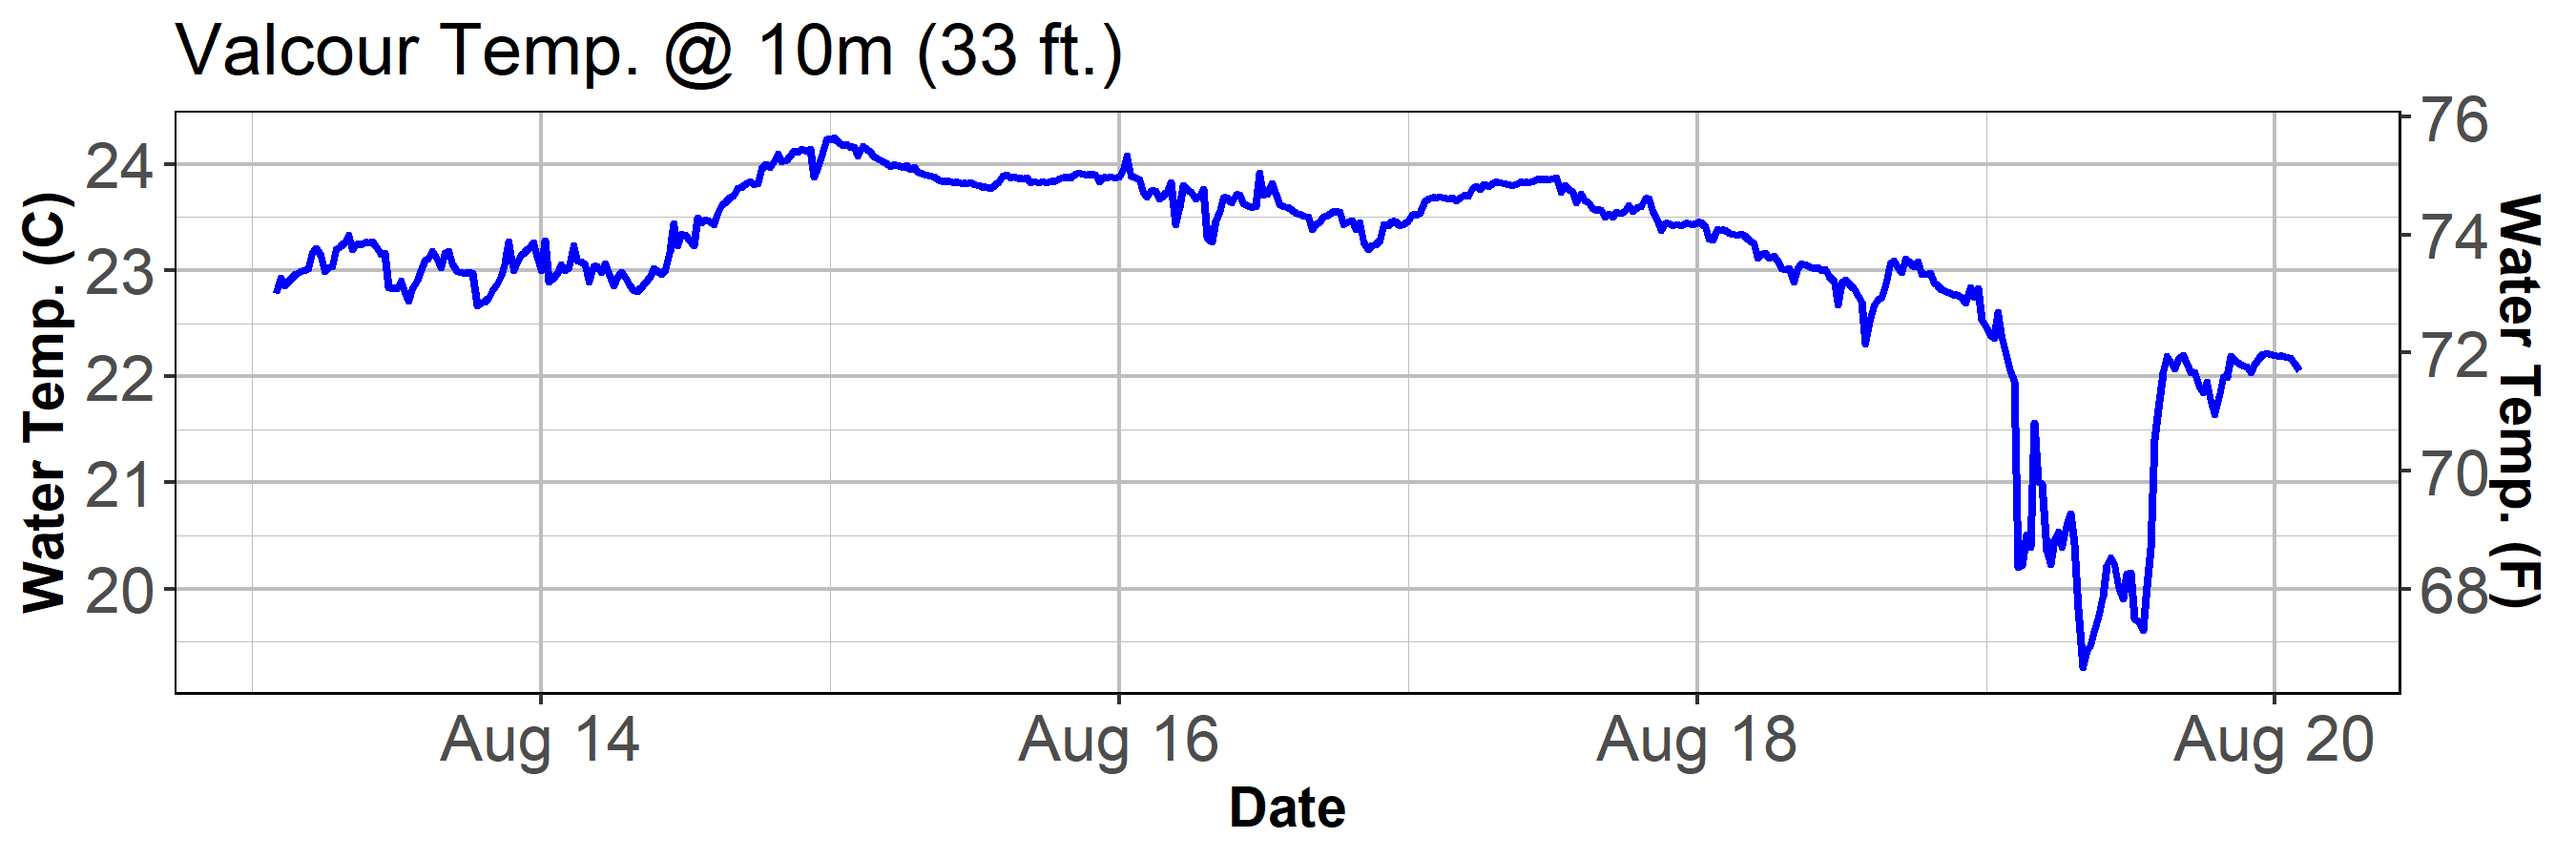 Valcour Temp. @ 10m (33 ft.)
Water Temp. (C)
24
23
22
21
20
76
74
72
70
68
Water Temp. (F)
Aug 14
Aug 16
Aug 18
Aug 20
Date